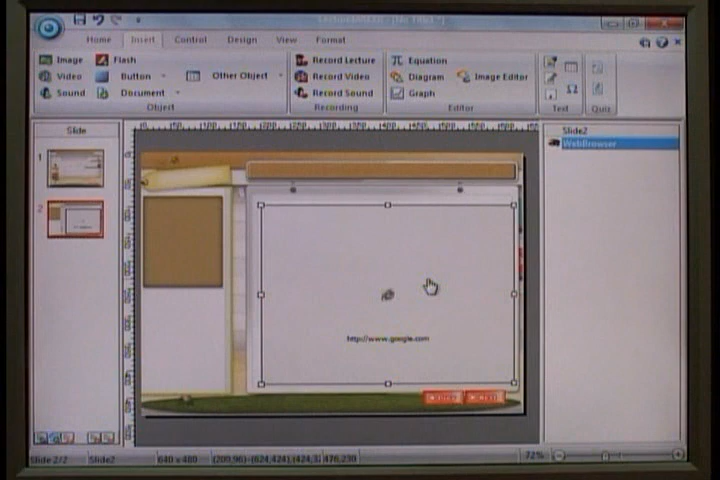 Home Insert Control Design View Format
Image Flash
Video Button Other Object
Sound Document
Object
Record Lecture
Record Video
Record Sound
Recording
Equation
Diagram Image Editor
Graph
Editor
Ω
Text
Quiz
Slide
1
2
Slide2
WebBrowser
http://www.google.com
Slide 2/2 Slide2 640 x 480 72%